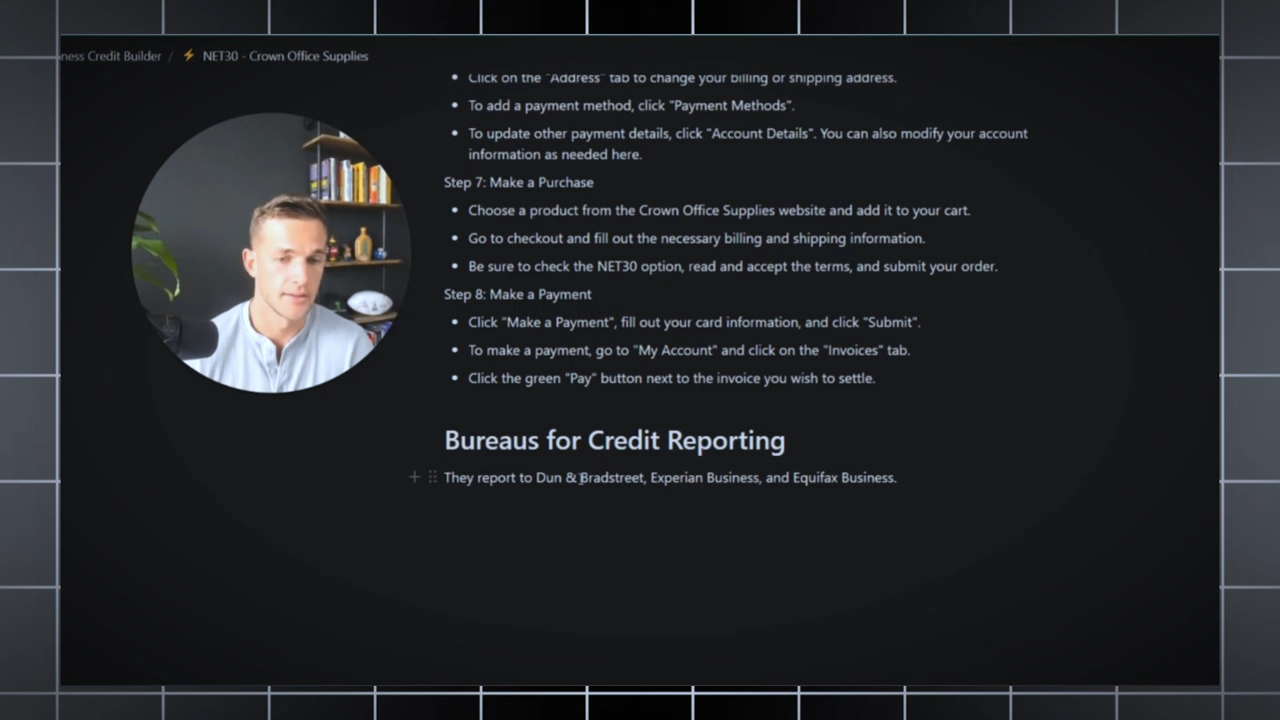 ness Credit Builder / ⚡ NET30 - Crown Office Supplies
• Click on the "Address" tab to change your billing or shipping address.
• To add a payment method, click "Payment Methods".
• To update other payment details, click "Account Details". You can also modify your account
information as needed here.
Step 7: Make a Purchase
• Choose a product from the Crown Office Supplies website and add it to your cart.
• Go to checkout and fill out the necessary billing and shipping information.
• Be sure to check the NET30 option, read and accept the terms, and submit your order.
Step 8: Make a Payment
• Click "Make a Payment", fill out your card information, and click "Submit".
• To make a payment, go to "My Account" and click on the "Invoices" tab.
• Click the green "Pay" button next to the invoice you wish to settle.
Bureaus for Credit Reporting
They report to Dun & Bradstreet, Experian Business, and Equifax Business.